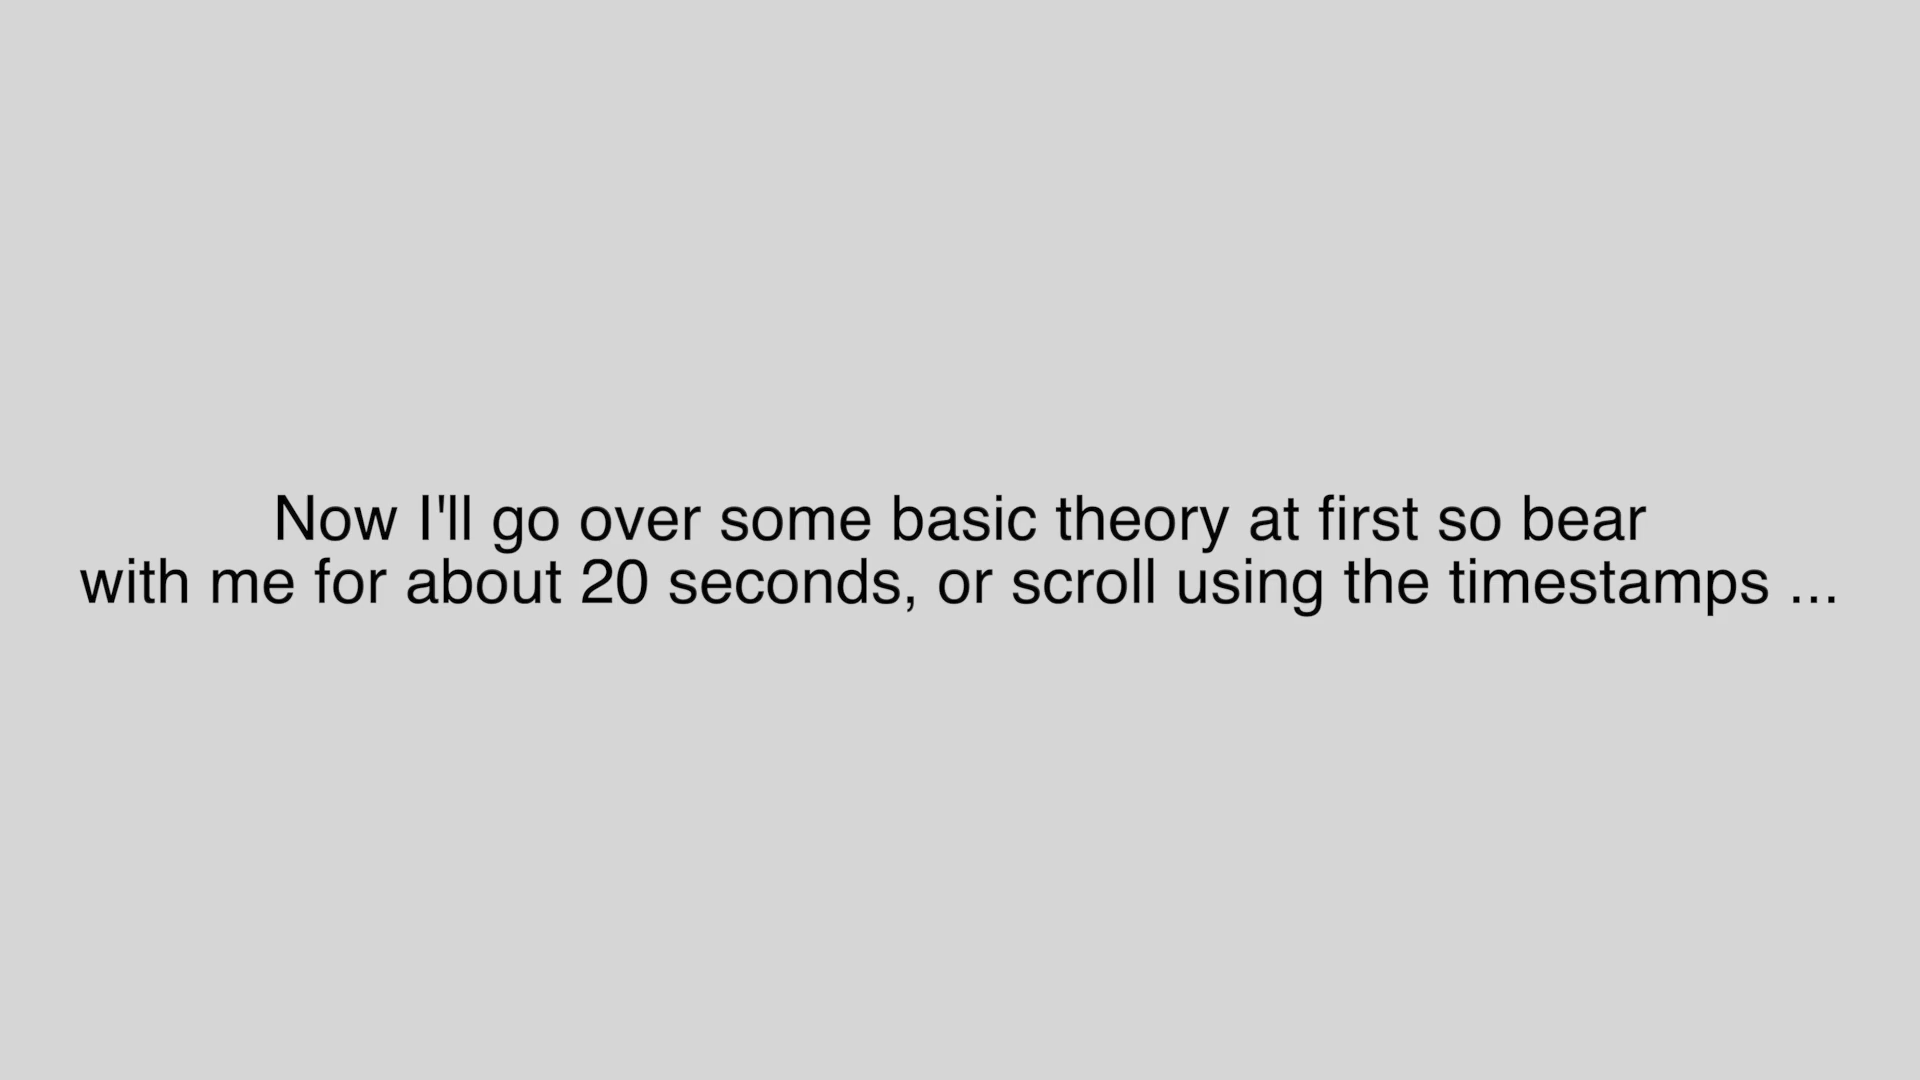 Now I'll go over some basic theory at first so bear
with me for about 20 seconds, or scroll using the timestamps ...